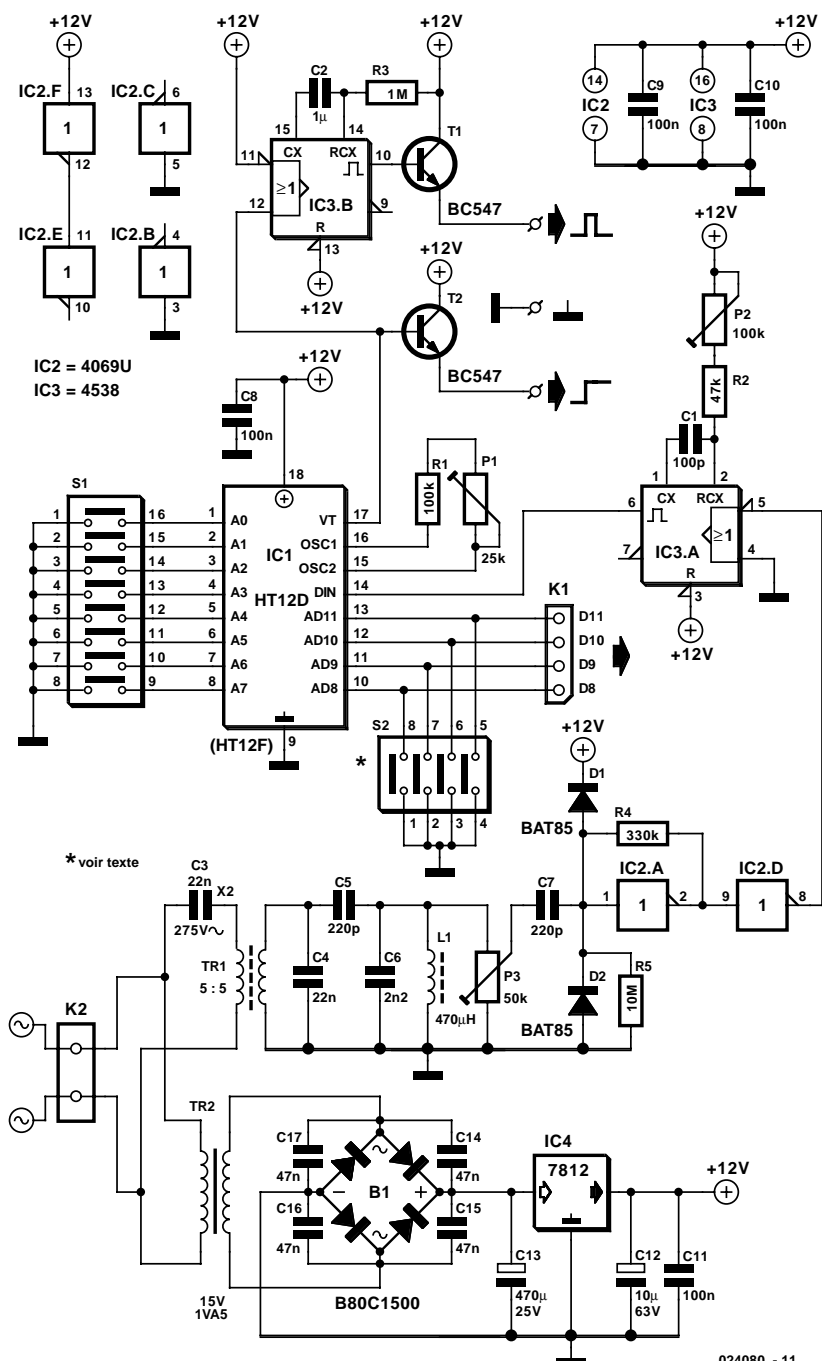 +12V
+12V
+12V
+12V
IC2.F 13
1
12
IC2.C 6
1
5
C2
1µ
R3
1M
15 14
11 CX RCX 10
≥1
IC3.B
12 9
R
13
+12V
T1
BC547
14 16
IC2 IC3
7 8
C9
100n
C10
100n
IC2.E 11
1
10
IC2.B 4
1
3
+12V
T2
BC547
+12V
P2
100k
R2
47k
C1
100p
IC2 = 4069U
IC3 = 4538
+12V
C8
100n
1 2
6 CX RCX 5
≥1
7 IC3.A 4
R
3
+12V
S1
1 16
2 15
3 14
4 13
5 12
6 11
7 10
8 9
18
1 A0 VT 17
2 A1 OSC1 16
3 A2 OSC2 15
4 A3 DIN 14
5 A4 AD11 13
6 A5 AD10 12
7 A6 AD9 11
8 A7 AD8 10
IC1
HT12D
(HT12F) 9
R1
100k
P1
25k
K1
D11
D10
D9
D8
S2
8 7 6 5
*
1 2 3 4
+12V
D1
BAT85
R4
330k
IC2.A
1 1 2
IC2.D
9 1 8
* voir texte
C3
22n X2
275V~
TR1
5 : 5
C5
220p
C4
22n
C6
2n2
L1
470µH
P3
50k
C7
220p
D2
BAT85
R5
10M
K2
TR2
15V
1VA5
C17
47n
C14
47n
– B1 +
C16
47n
C15
47n
B80C1500
IC4
7812
+12V
C13
470µ
25V
C12
10µ
63V
C11
100n
024080 - 11